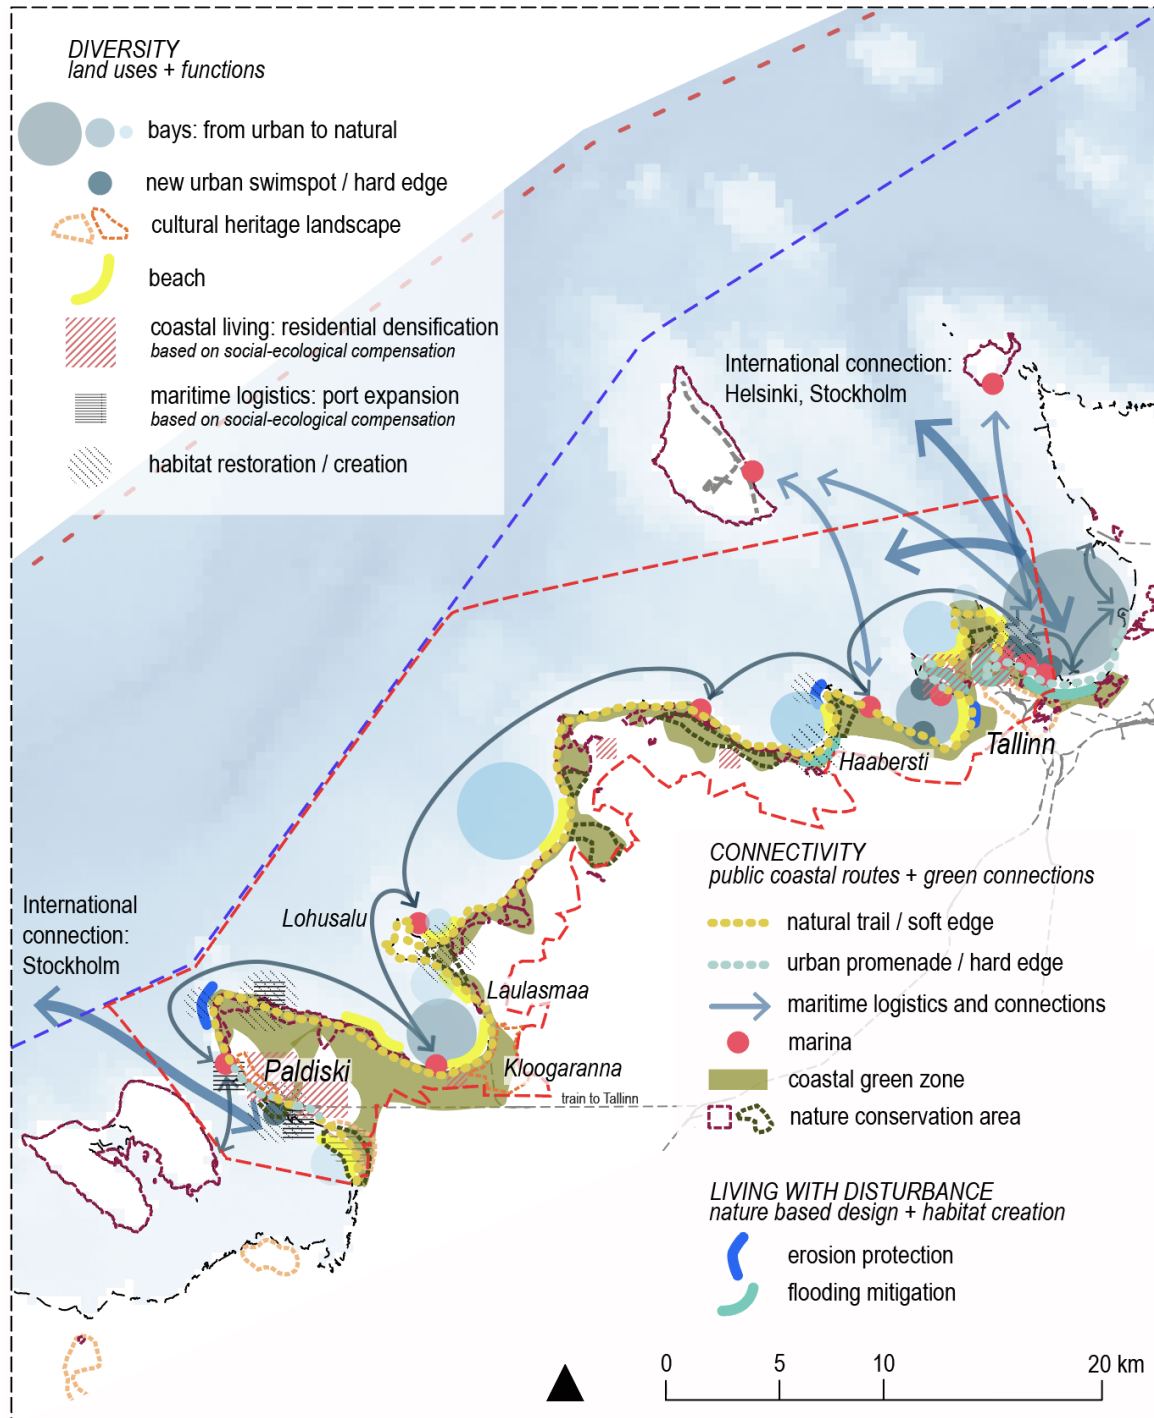 DIVERSITY
land uses + functions
bays: from urban to natural
new urban swimspot / hard edge
cultural heritage landscape
beach
coastal living: residential densification
based on social-ecological compensation
maritime logistics: port expansion
based on social-ecological compensation
habitat restoration / creation
International connection:
Helsinki, Stockholm
Tallinn
Haabersti
Lohusalu
Laulasmaa
Kloogaranna
Paldiski
train to Tallinn
International
connection:
Stockholm
CONNECTIVITY
public coastal routes + green connections
natural trail / soft edge
urban promenade / hard edge
maritime logistics and connections
marina
coastal green zone
nature conservation area
LIVING WITH DISTURBANCE
nature based design + habitat creation
erosion protection
flooding mitigation
0 5 10 20 km